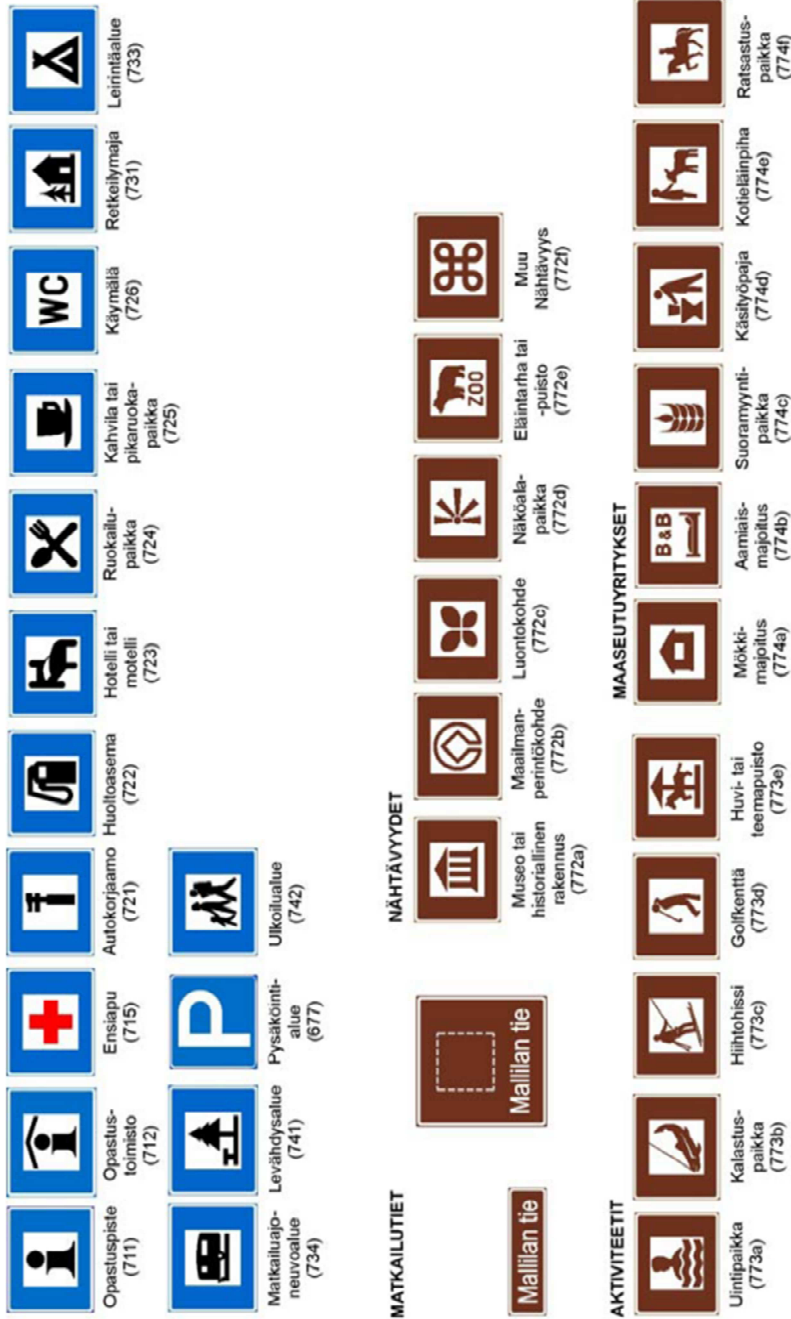 Opastuspiste
(711)
Opastus-
toimisto
(712)
Ensiapu
(715)
Autokorjaamo
(721)
Huoltoasema
(722)
Hotelli tai
motelli
(723)
Ruokailu-
paikka
(724)
Kahvila tai
pikaruoka-
paikka
(725)
WC
Käymälä
(726)
Retkeilymaja
(731)
Leirintäalue
(733)
Matkailuajo-
neuvoalue
(734)
Levähdysalue
(741)
P
Pysäköinti-
alue
(677)
Ulkoilualue
(742)
MATKAILUTIET
Mallilan tie
Mallilan tie
NÄHTÄVYYDET
Museo tai
historiallinen
rakennus
(772a)
Maailman-
perintökohde
(772b)
Luontokohde
(772c)
Näköala-
paikka
(772d)
ZOO
Eläintarha tai
-puisto
(772e)
Muu
Nähtävyys
(772f)
AKTIVITEETIT
Uintipaikka
(773a)
Kalastus-
paikka
(773b)
Hiihtohissi
(773c)
Golfkenttä
(773d)
Huvi- tai
teemapuisto
(773e)
MAASEUTUYRITYKSET
Mökki-
majoitus
(774a)
B&B
Aamiais-
majoitus
(774b)
Suoramyynti-
paikka
(774c)
Käsityöpaja
(774d)
Kotieläinpiha
(774e)
Ratsastus-
paikka
(774f)